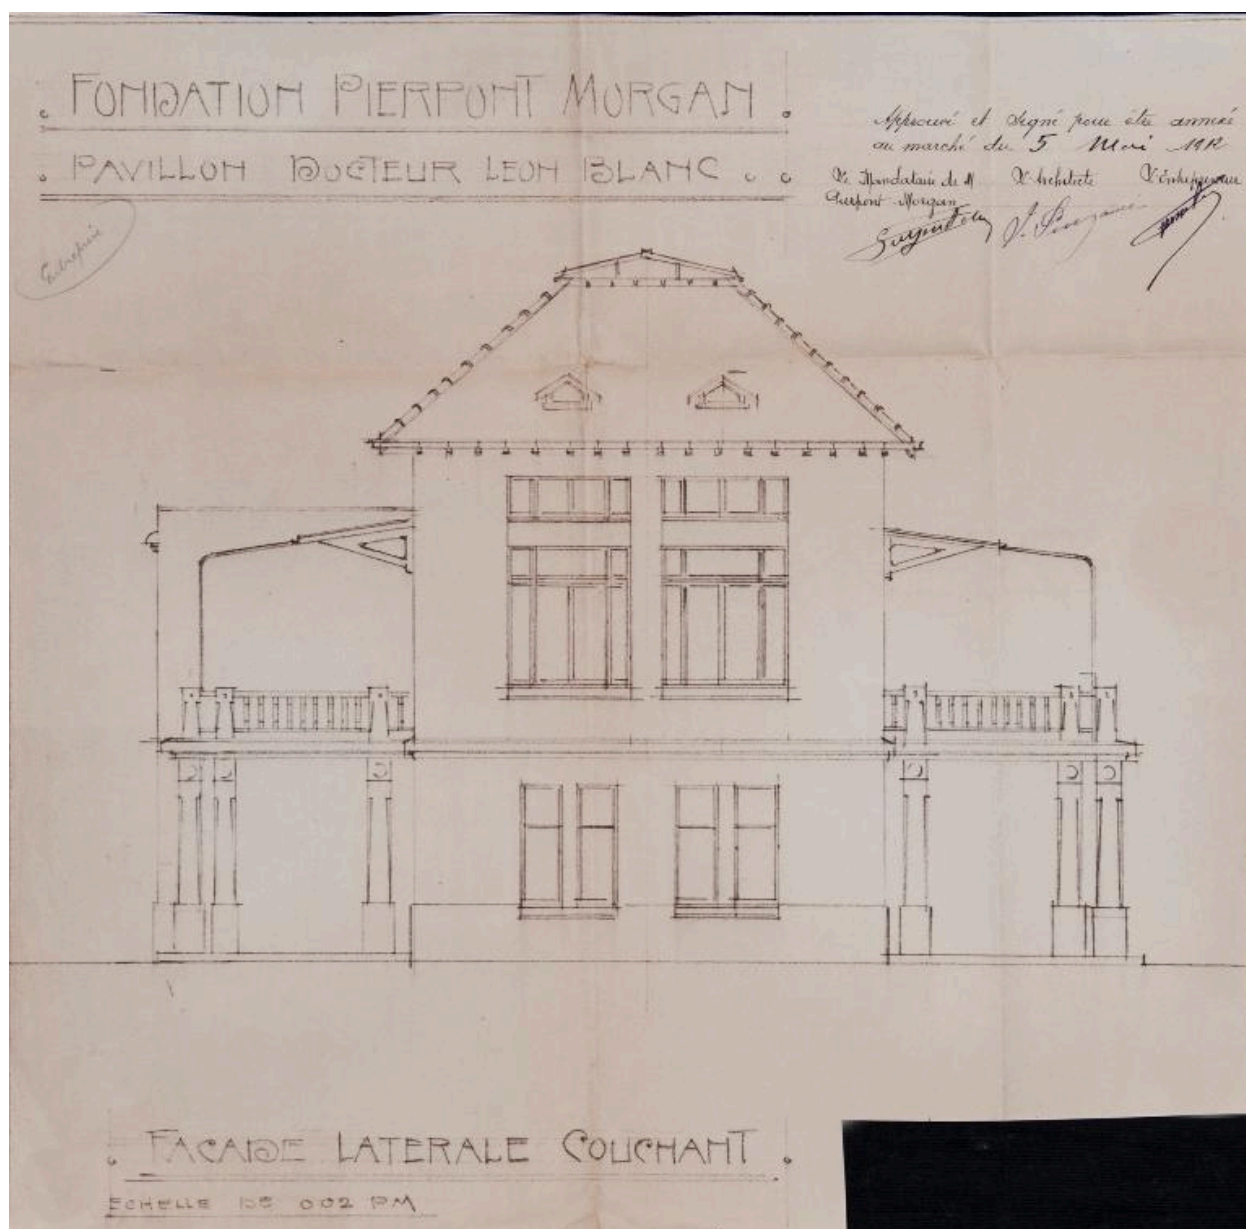 FONDATION PIERPONT MORGAN
PAVILLON DOCTEUR LEON BLANC
Approuvé et signé pour être annexé
au marché du 5 Mai 1912
Le Mandataire de M
Pierpont Morgan
L'Architecte
L'Entrepreneur
FACADE LATERALE COUCHANT
ECHELLE DE 0.02 PM